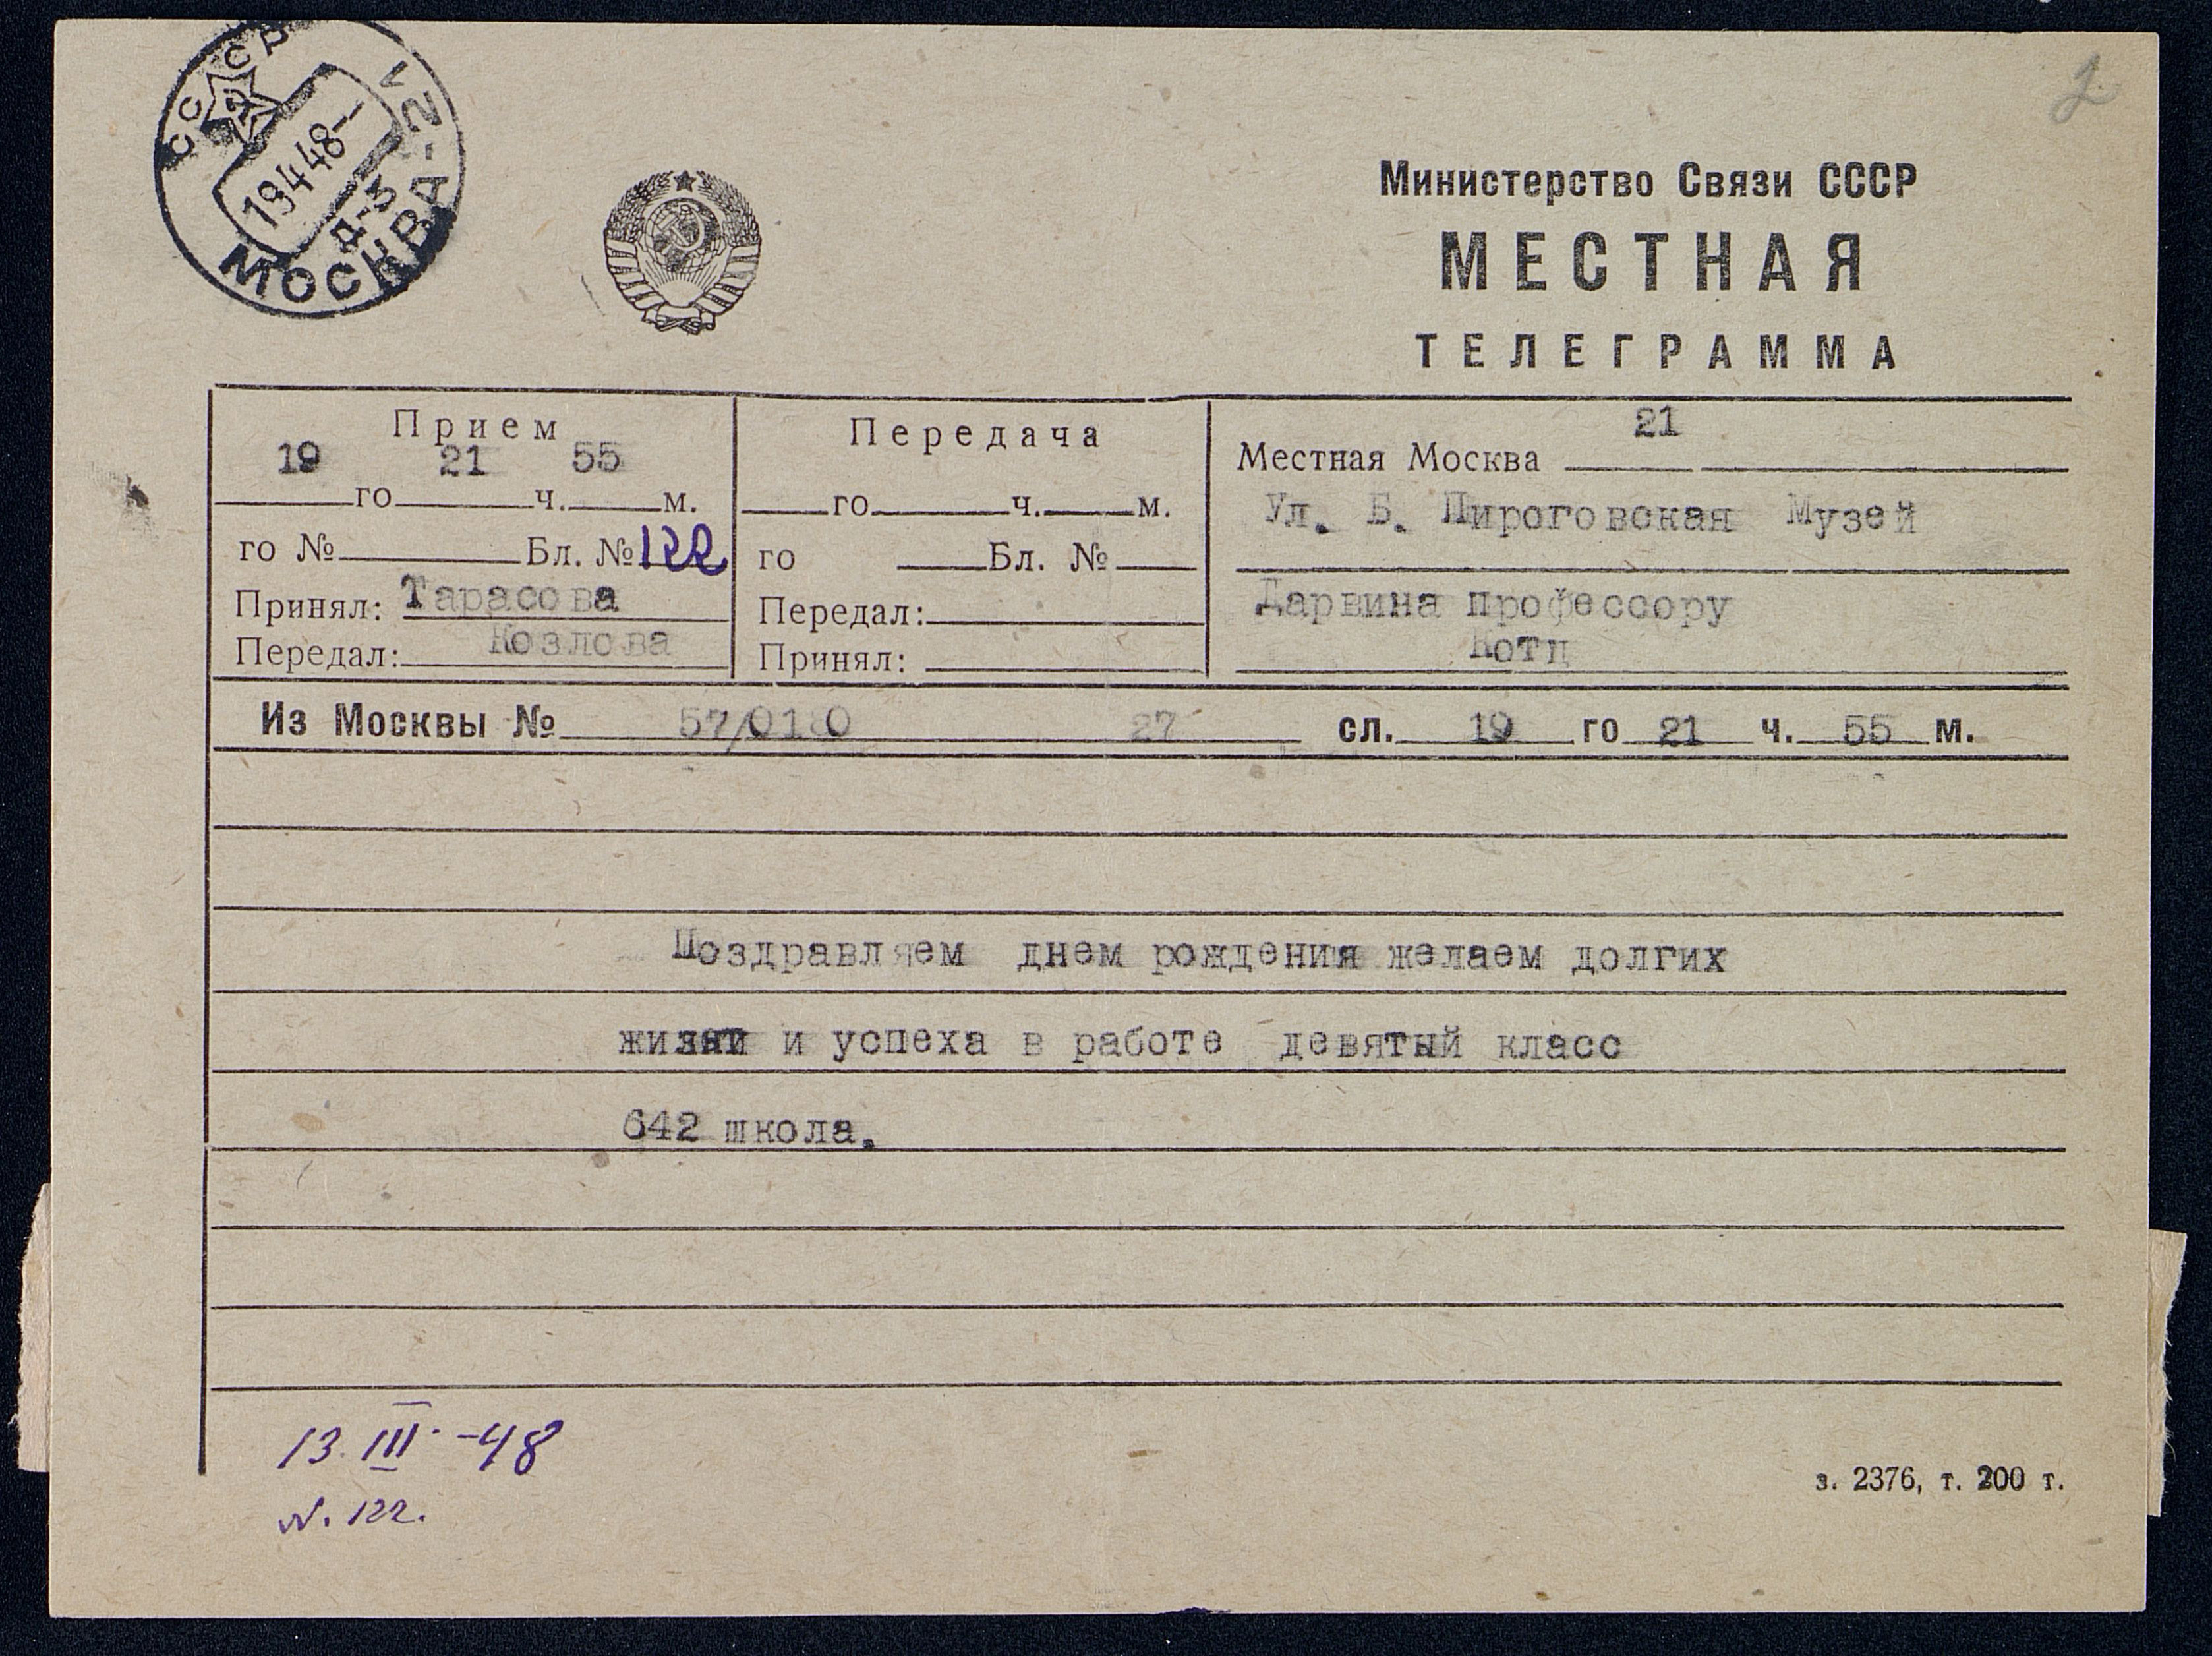 СССР
19448-
Д-3
МОСКВА-21
2
Министерство Связи СССР
МЕСТНАЯ
ТЕЛЕГРАММА
Прием
19 21 55
го ч. м.
го № Бл. № 122
Принял: Тарасова
Передал: Козлова
Передача
го ч. м.
го Бл. №
Передал:
Принял:
21
Местная Москва
Ул. Б. Пироговская Музей
Дарвина профессору
Котц
Из Москвы № 57/0180 27 сл. 19 го 21 ч. 55 м.
Поздравляем днем рождения желаем долгих
жизни и успеха в работе девятый класс
642 школа.
13.III.-48
N. 122.
з. 2376, т. 200 т.